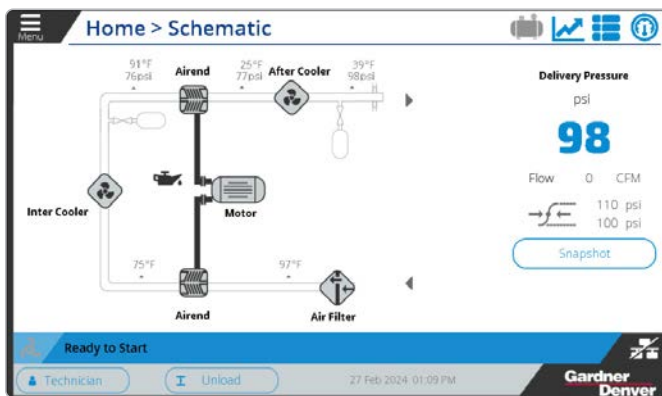 Menu
Home > Schematic
91°F
76psi
Airend
25°F
77psi
After Cooler
39°F
98psi
Inter Cooler
Motor
75°F
97°F
Airend
Air Filter
Delivery Pressure
psi
98
Flow 0 CFM
110 psi
100 psi
Snapshot
Ready to Start
Technician
Unload
27 Feb 2024 01:09 PM
Gardner
Denver